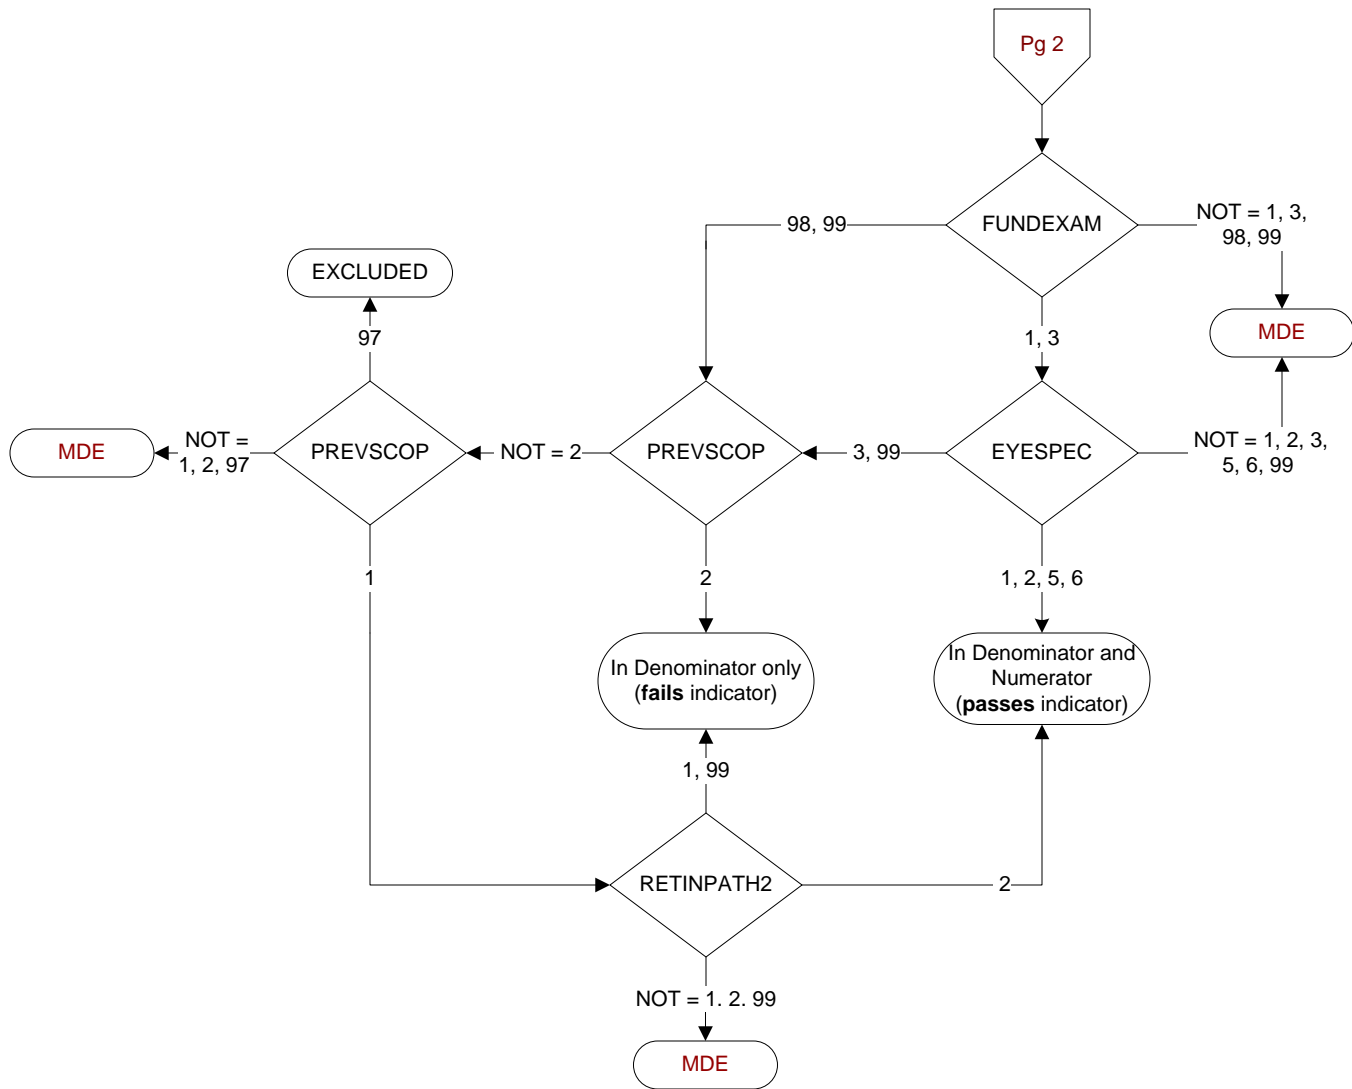 Pg 2
FUNDEXAM
98, 99
NOT = 1, 3,
98, 99
EXCLUDED
MDE
97
1, 3
MDE
NOT =
1, 2, 97
PREVSCOP
NOT = 2
PREVSCOP
3, 99
EYESPEC
NOT = 1, 2, 3,
5, 6, 99
1
2
1, 2, 5, 6
In Denominator only
(fails indicator)
In Denominator and
Numerator
(passes indicator)
1, 99
RETINPATH2
2
NOT = 1. 2. 99
MDE